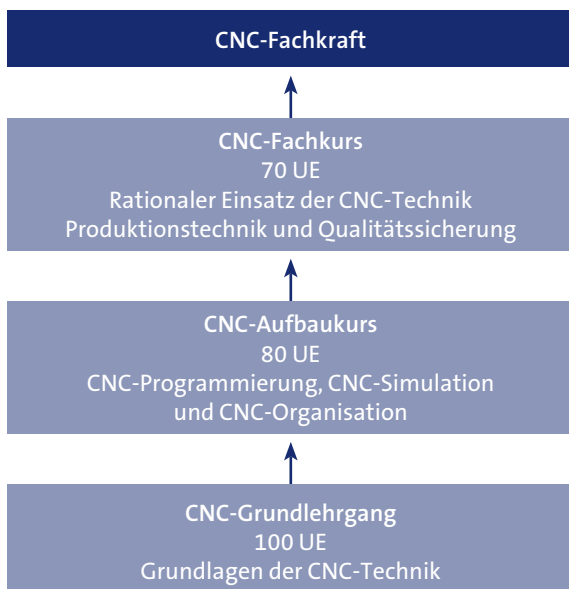 CNC-Fachkraft
CNC-Fachkurs
70 UE
Rationaler Einsatz der CNC-Technik
Produktionstechnik und Qualitätssicherung
CNC-Aufbaukurs
80 UE
CNC-Programmierung, CNC-Simulation
und CNC-Organisation
CNC-Grundlehrgang
100 UE
Grundlagen der CNC-Technik